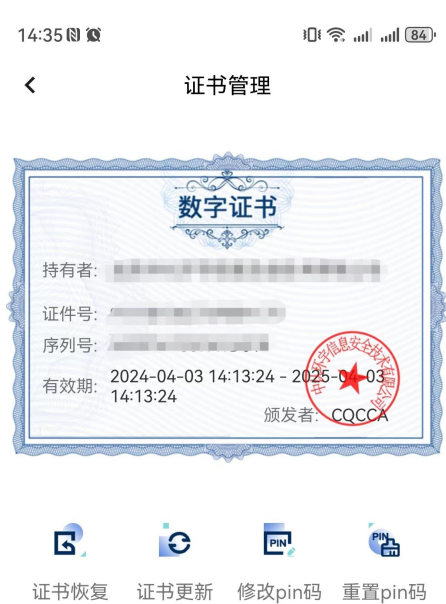 14:35 84
证书管理
数字证书
持有者:
证件号:
序列号:
有效期: 2024-04-03 14:13:24 - 2025-04-03
14:13:24
颁发者: CQCCA
PIN PIN
证书恢复 证书更新 修改pin码 重置pin码